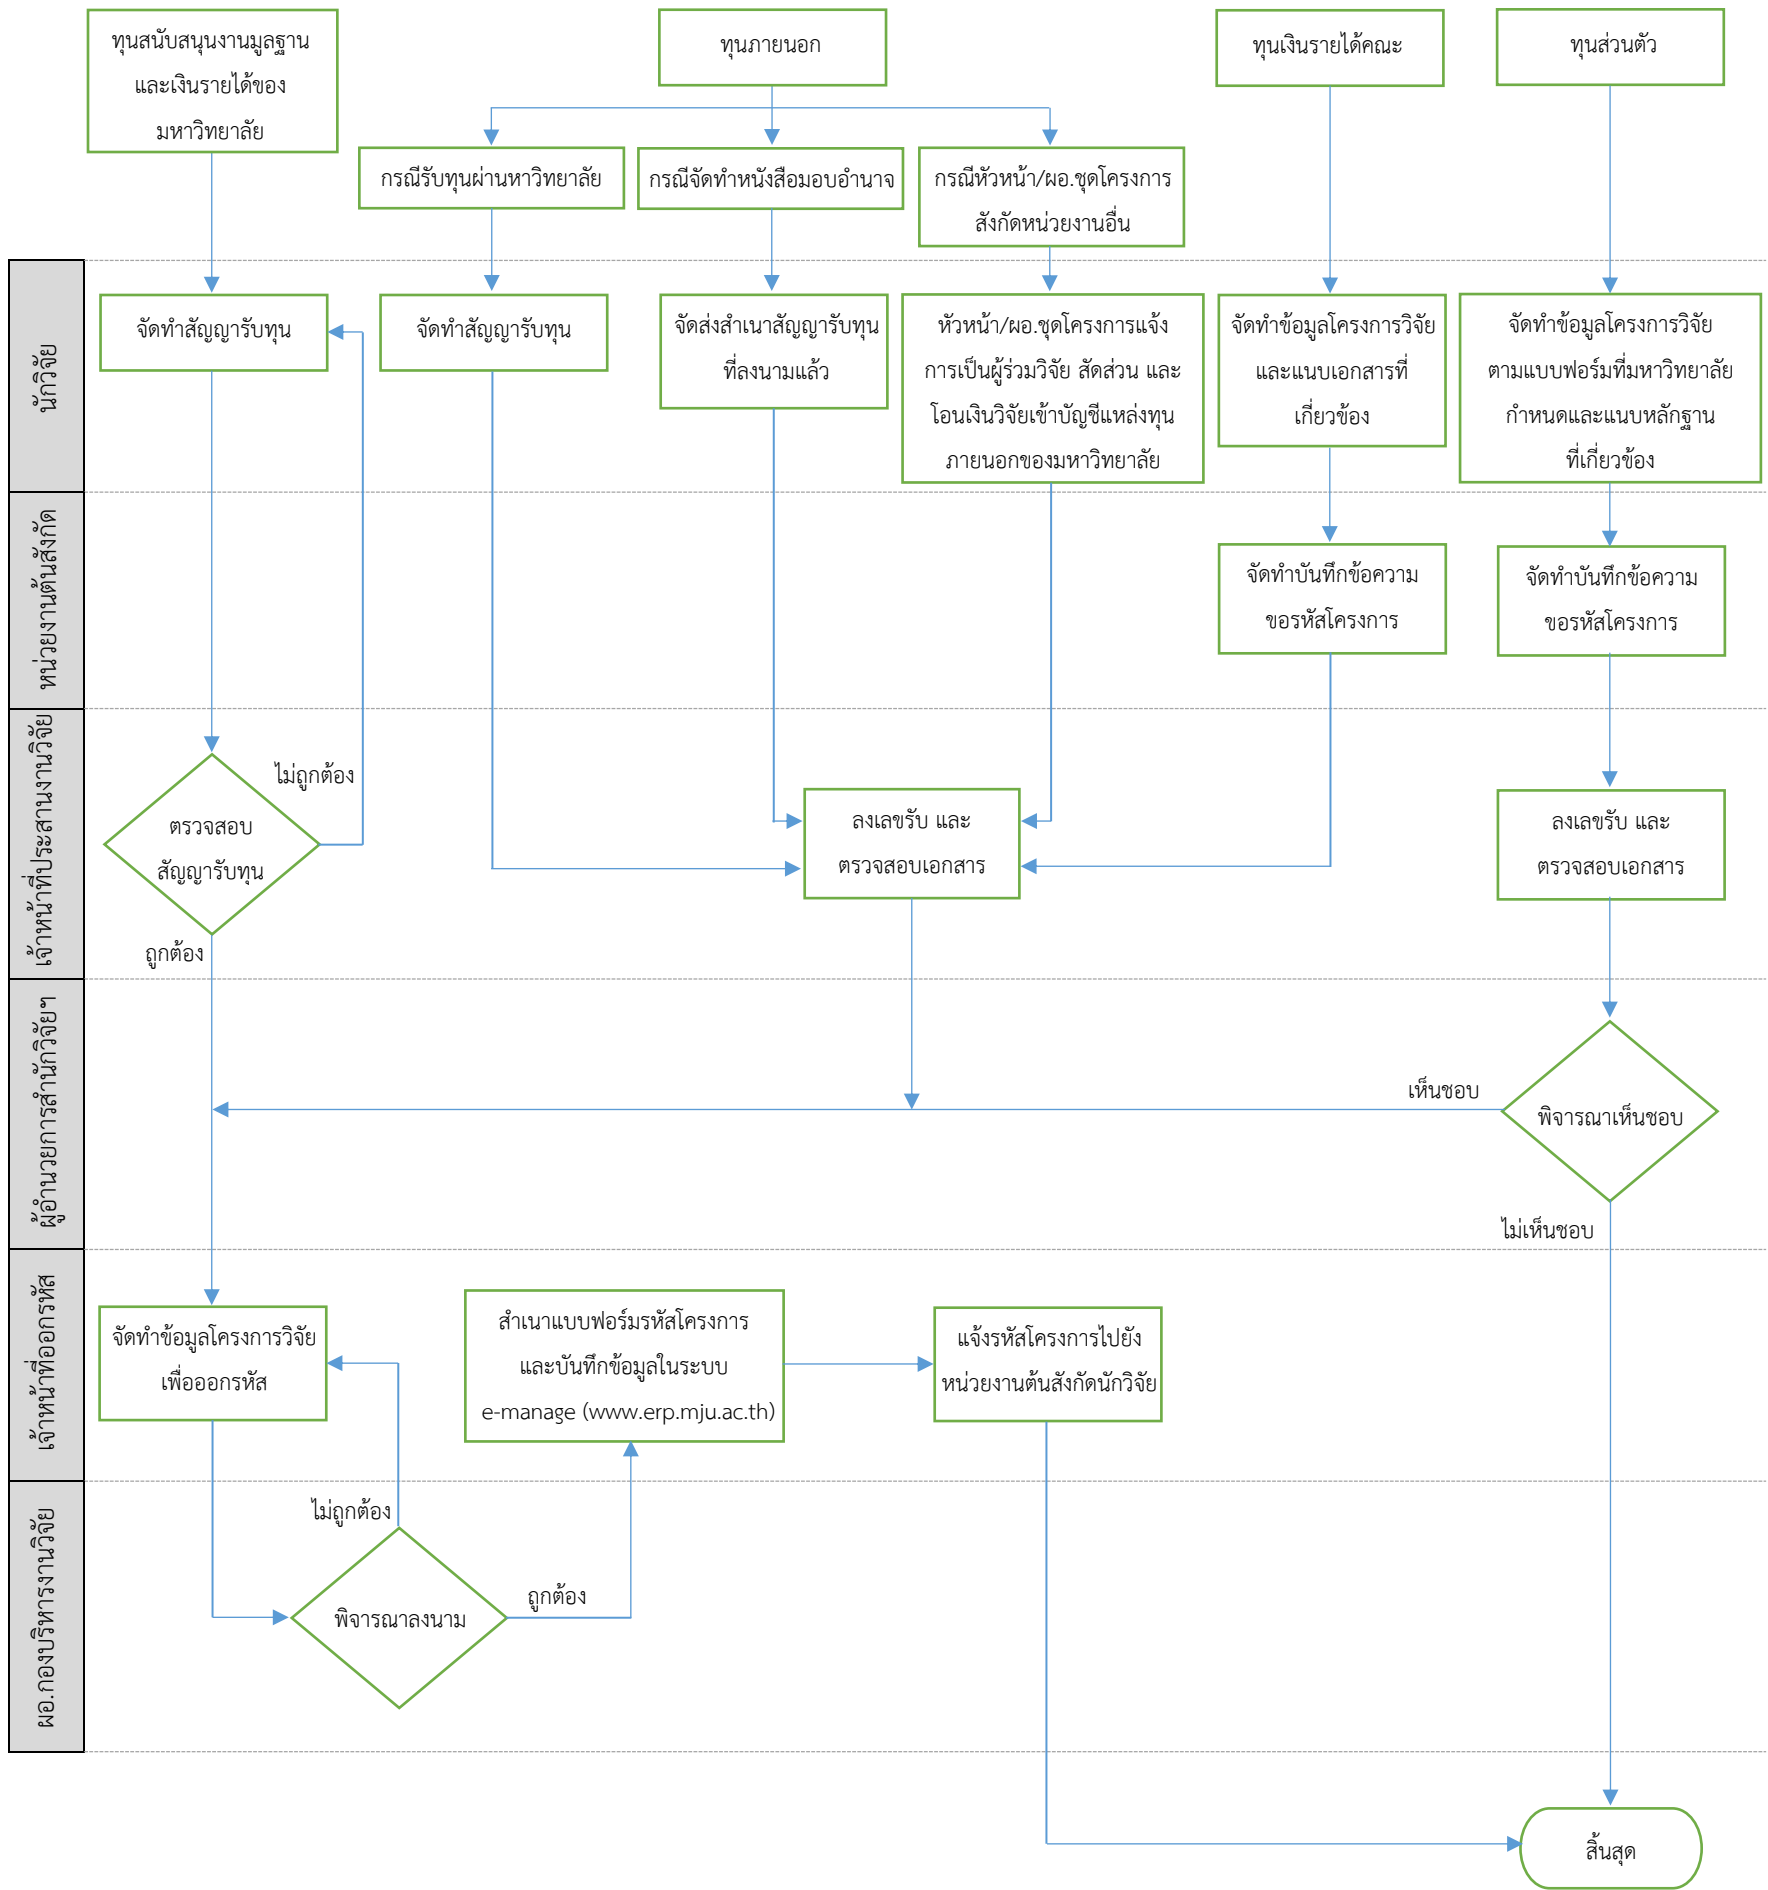 ทุนสนับสนุนงานมูลฐาน
และเงินรายได้ของ
มหาวิทยาลัย
ทุนภายนอก
ทุนเงินรายได้คณะ
ทุนส่วนตัว
กรณีรับทุนผ่านหาวิทยาลัย
กรณีจัดทำหนังสือมอบอำนาจ
กรณีหัวหน้า/ผอ.ชุดโครงการ
สังกัดหน่วยงานอื่น
นักวิจัย
จัดทำสัญญารับทุน
จัดทำสัญญารับทุน
จัดส่งสำเนาสัญญารับทุน
ที่ลงนามแล้ว
หัวหน้า/ผอ.ชุดโครงการแจ้ง
การเป็นผู้ร่วมวิจัย สัดส่วน และ
โอนเงินวิจัยเข้าบัญชีแหล่งทุน
ภายนอกของมหาวิทยาลัย
จัดทำข้อมูลโครงการวิจัย
และแนบเอกสารที่
เกี่ยวข้อง
จัดทำข้อมูลโครงการวิจัย
ตามแบบฟอร์มที่มหาวิทยาลัย
กำหนดและแนบหลักฐาน
ที่เกี่ยวข้อง
หน่วยงานต้นสังกัด
จัดทำบันทึกข้อความ
ขอรหัสโครงการ
จัดทำบันทึกข้อความ
ขอรหัสโครงการ
เจ้าหน้าที่ประสานงานวิจัย
ไม่ถูกต้อง
ตรวจสอบ
สัญญารับทุน
ถูกต้อง
ลงเลขรับ และ
ตรวจสอบเอกสาร
ลงเลขรับ และ
ตรวจสอบเอกสาร
ผู้อำนวยการสำนักวิจัยฯ
เห็นชอบ
พิจารณาเห็นชอบ
ไม่เห็นชอบ
เจ้าหน้าที่ออกรหัส
จัดทำข้อมูลโครงการวิจัย
เพื่อออกรหัส
สำเนาแบบฟอร์มรหัสโครงการ
และบันทึกข้อมูลในระบบ
e-manage (www.erp.mju.ac.th)
แจ้งรหัสโครงการไปยัง
หน่วยงานต้นสังกัดนักวิจัย
ผอ.กองบริหารงานวิจัย
ไม่ถูกต้อง
ถูกต้อง
พิจารณาลงนาม
สิ้นสุด